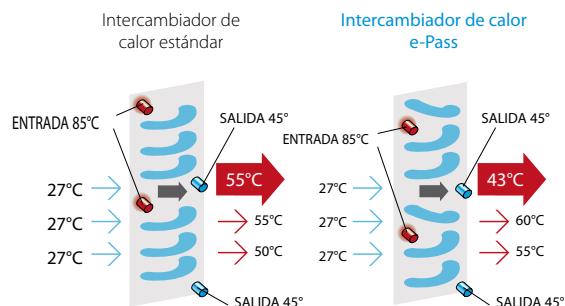 Intercambiador de
calor estándar
ENTRADA 85°C
SALIDA 45°
27°C
55°C
27°C
55°C
27°C
50°C
SALIDA 45°
Intercambiador de calor
e-Pass
ENTRADA 85°C
SALIDA 45°
27°C
43°C
27°C
60°C
27°C
55°C
SALIDA 45°